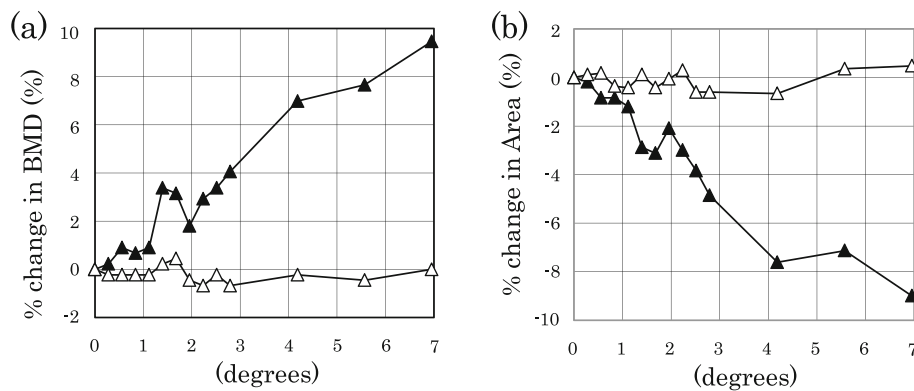 (a)
% change in BMD (%)
10
8
6
4
2
0
-2
0 1 2 3 4 5 6 7
(degrees)
(b)
% change in Area (%)
2
0
-2
-4
-6
-8
-10
0 1 2 3 4 5 6 7
(degrees)